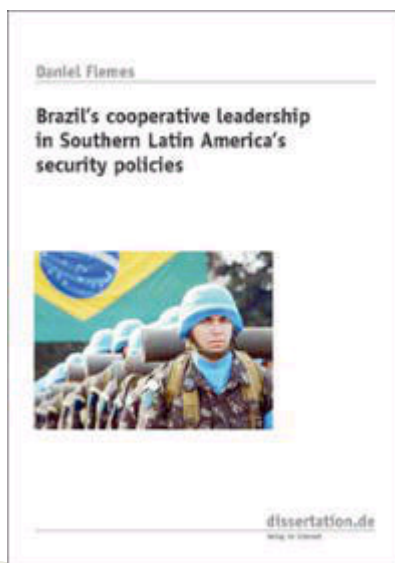 Daniel Flemes
Brazil's cooperative leadership
in Southern Latin America's
security policies
dissertation.de